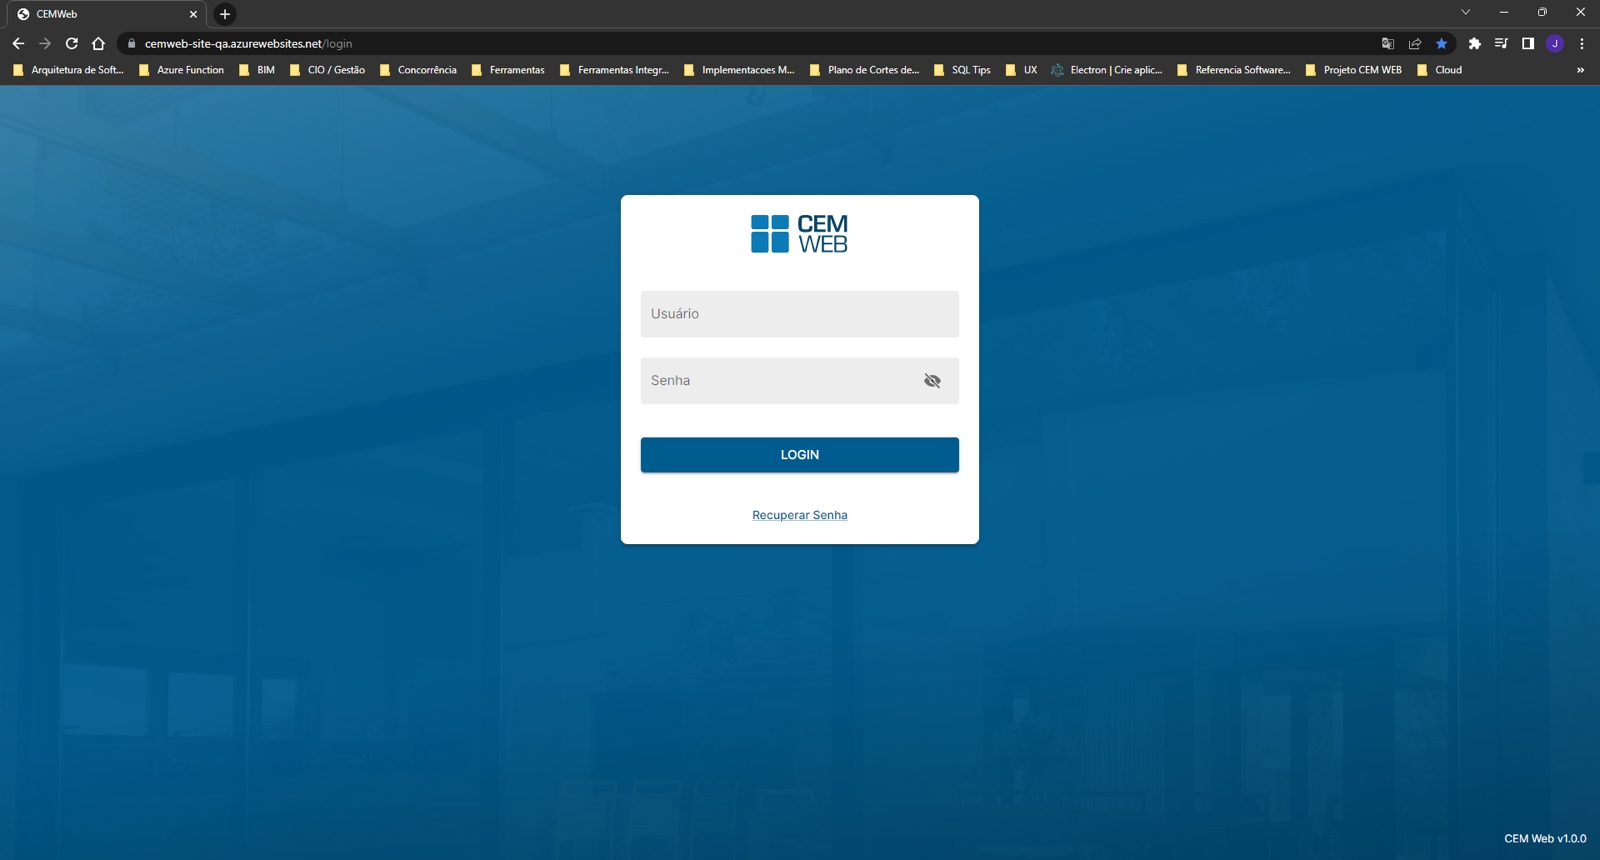 CEMWeb
cemweb-site-qa.azurewebsites.net/login
J
Arquitetura de Soft... Azure Function BIM CIO / Gestão Concorrência Ferramentas Ferramentas Integr... Implementacoes M... Plano de Cortes de... SQL Tips UX Electron | Crie aplic... Referencia Software... Projeto CEM WEB Cloud »
CEM
WEB
Usuário
Senha
LOGIN
Recuperar Senha
CEM Web v1.0.0